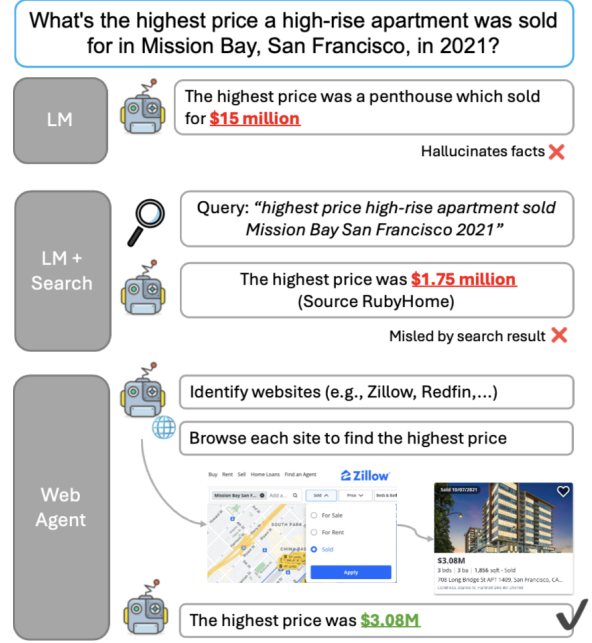 What's the highest price a high-rise apartment was sold
for in Mission Bay, San Francisco, in 2021?
LM
The highest price was a penthouse which sold
for $15 million
Hallucinates facts
LM +
Search
Query: “highest price high-rise apartment sold
Mission Bay San Francisco 2021”
The highest price was $1.75 million
(Source RubyHome)
Misled by search result
Web
Agent
Identify websites (e.g., Zillow, Redfin,...)
Browse each site to find the highest price
Buy Rent Sell Home Loans Find an Agent
Zillow
Mission Bay San F... Add a...
Sold
Price
Beds & Bat
For Sale
For Rent
Sold
Apply
SOUTH PARK
Sold 10/07/2021
$3.08M
3 bds 3 ba 1,856 sqft - Sold
708 Long Bridge St APT 1409, San Francisco, CA...
The highest was $3.08M